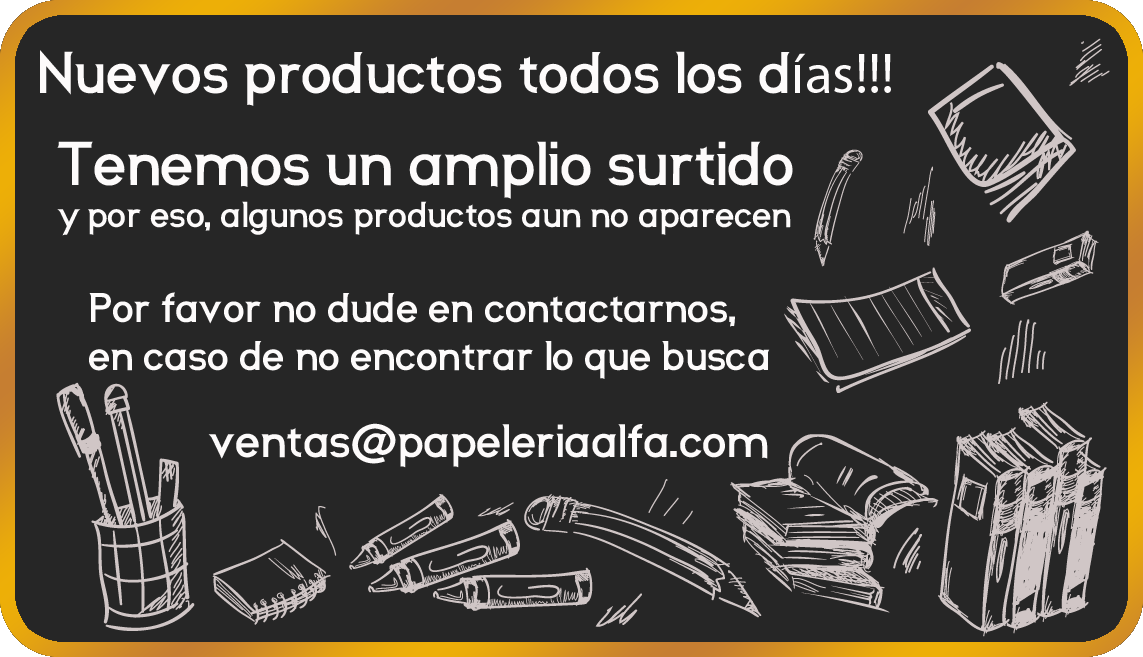 Nuevos productos todos los días!!!
Tenemos un amplio surtido
y por eso, algunos productos aun no aparecen
Por favor no dude en contactarnos,
en caso de no encontrar lo que busca
ventas@papeleriaalfa.com